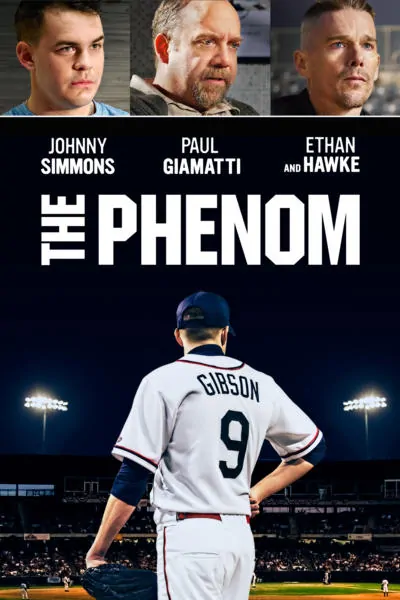 JOHNNY SIMMONS
PAUL GIAMATTI
ETHAN AND HAWKE
THE PHENOM
GIBSON
9